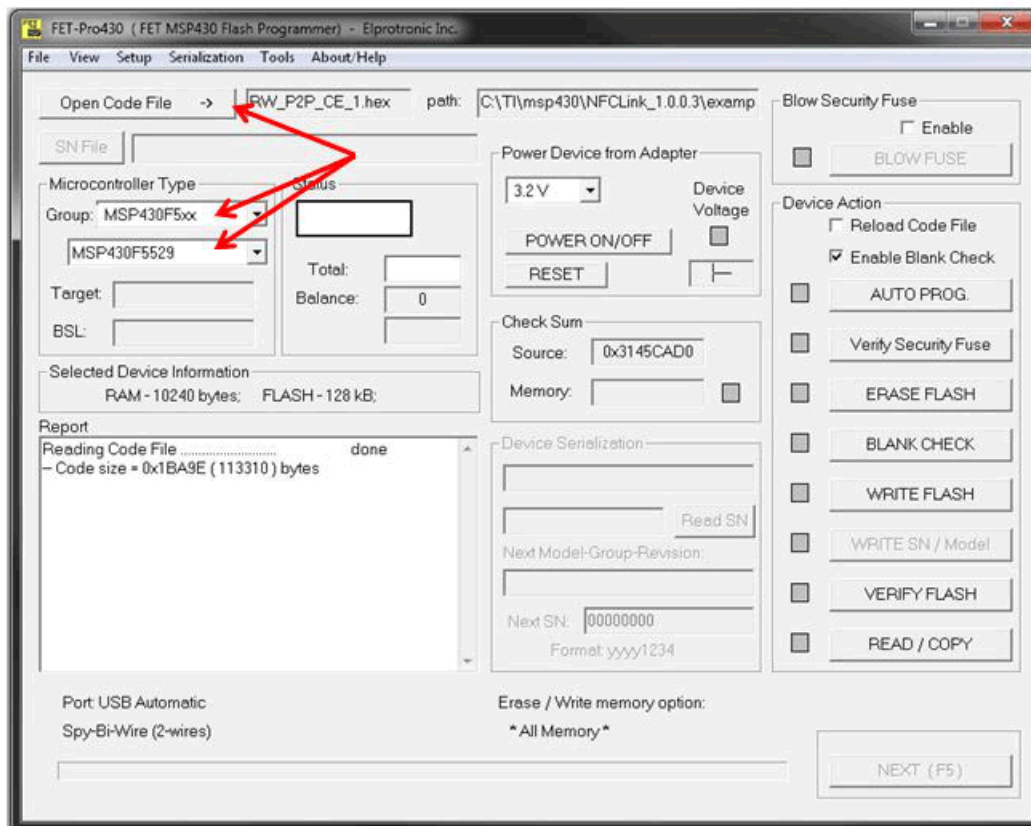 FET-Pro430 ( FET MSP430 Flash Programmer) - Elprotronic Inc.
File View Setup Serialization Tools About/Help
Open Code File -> RW_P2P_CE_1.hex path: C:\TI\msp430\NFCLink_1.0.0.3\examp
SN File
Microcontroller Type
Group: MSP430F5xx
MSP430F5529
Target:
BSL:
Status
Total:
Balance: 0
Selected Device Information
RAM - 10240 bytes; FLASH - 128 kB;
Report
Reading Code File ............................ done
-- Code size = 0x1BA9E ( 113310 ) bytes
Power Device from Adapter
3.2 V
Device
Voltage
POWER ON/OFF
RESET
Check Sum
Source: 0x3145CAD0
Memory:
Device Serialization
Read SN
Next Model-Group-Revision:
Next SN: 00000000
Format: yyyy1234
Blow Security Fuse
Enable
BLOW FUSE
Device Action
Reload Code File
Enable Blank Check
AUTO PROG.
Verify Security Fuse
ERASE FLASH
BLANK CHECK
WRITE FLASH
WRITE SN / Model
VERIFY FLASH
READ / COPY
Port: USB Automatic
Spy-Bi-Wire (2-wires)
Erase / Write memory option:
* All Memory *
NEXT (F5)